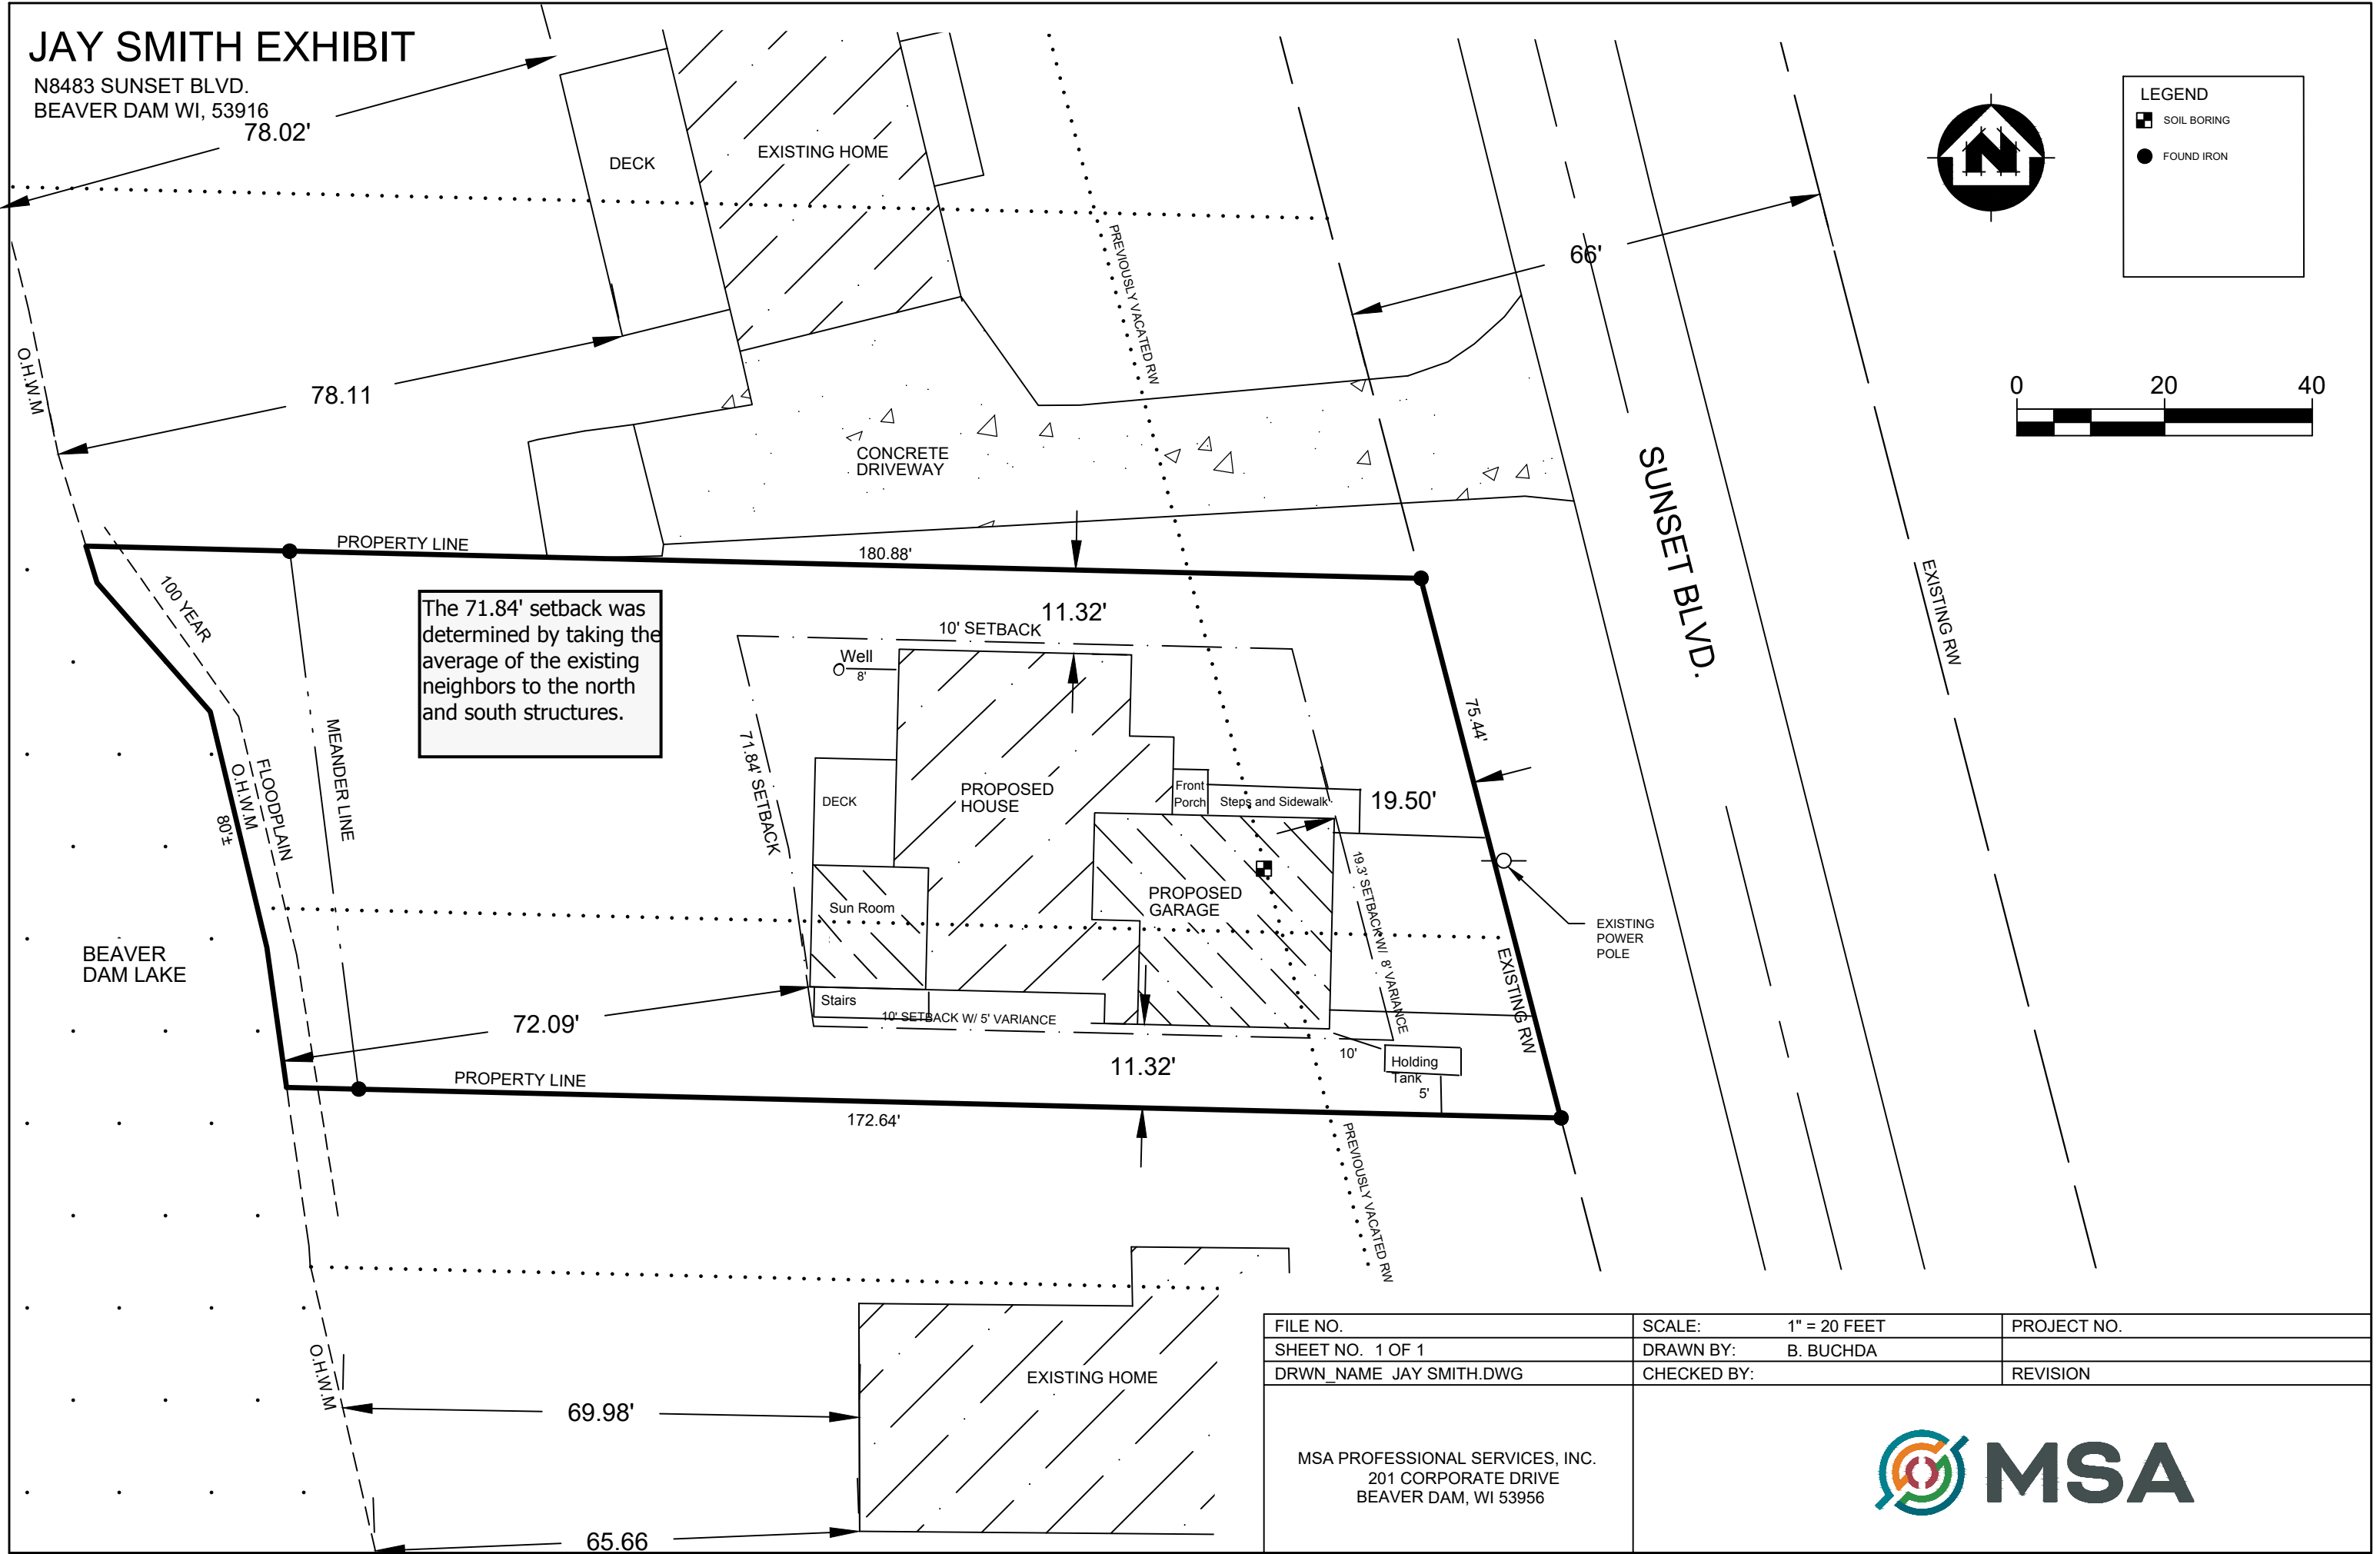 JAY SMITH EXHIBIT
N8483 SUNSET BLVD.
BEAVER DAM WI, 53916
78.02'
DECK
EXISTING HOME
N
LEGEND
SOIL BORING
FOUND IRON
66'
PREVIOUSLY VACATED RW
O.H.W.M
78.11
0 20 40
CONCRETE
DRIVEWAY
SUNSET BLVD.
EXISTING RW
PROPERTY LINE
180.88'
100 YEAR
FLOODPLAIN
The 71.84' setback was
determined by taking the
average of the existing
neighbors to the north
and south structures.
11.32'
10' SETBACK
Well
8'
75.44'
MEANDER LINE
71.84' SETBACK
O.H.W.M
80'±
DECK
PROPOSED
HOUSE
Front
Porch
Steps and Sidewalk
19.50'
19.3' SETBACK W/ 8' VARIANCE
PROPOSED
GARAGE
Sun Room
EXISTING
POWER
POLE
EXISTING RW
BEAVER
DAM LAKE
Stairs
10' SETBACK W/ 5' VARIANCE
72.09'
10'
Holding
Tank
5'
11.32'
PROPERTY LINE
172.64'
PREVIOUSLY VACATED RW
O.H.W.M
EXISTING HOME
69.98'
65.66
FILE NO.
SCALE: 1" = 20 FEET
PROJECT NO.
SHEET NO. 1 OF 1
DRAWN BY: B. BUCHDA
DRWN_NAME JAY SMITH.DWG
CHECKED BY:
REVISION
MSA PROFESSIONAL SERVICES, INC.
201 CORPORATE DRIVE
BEAVER DAM, WI 53956
MSA